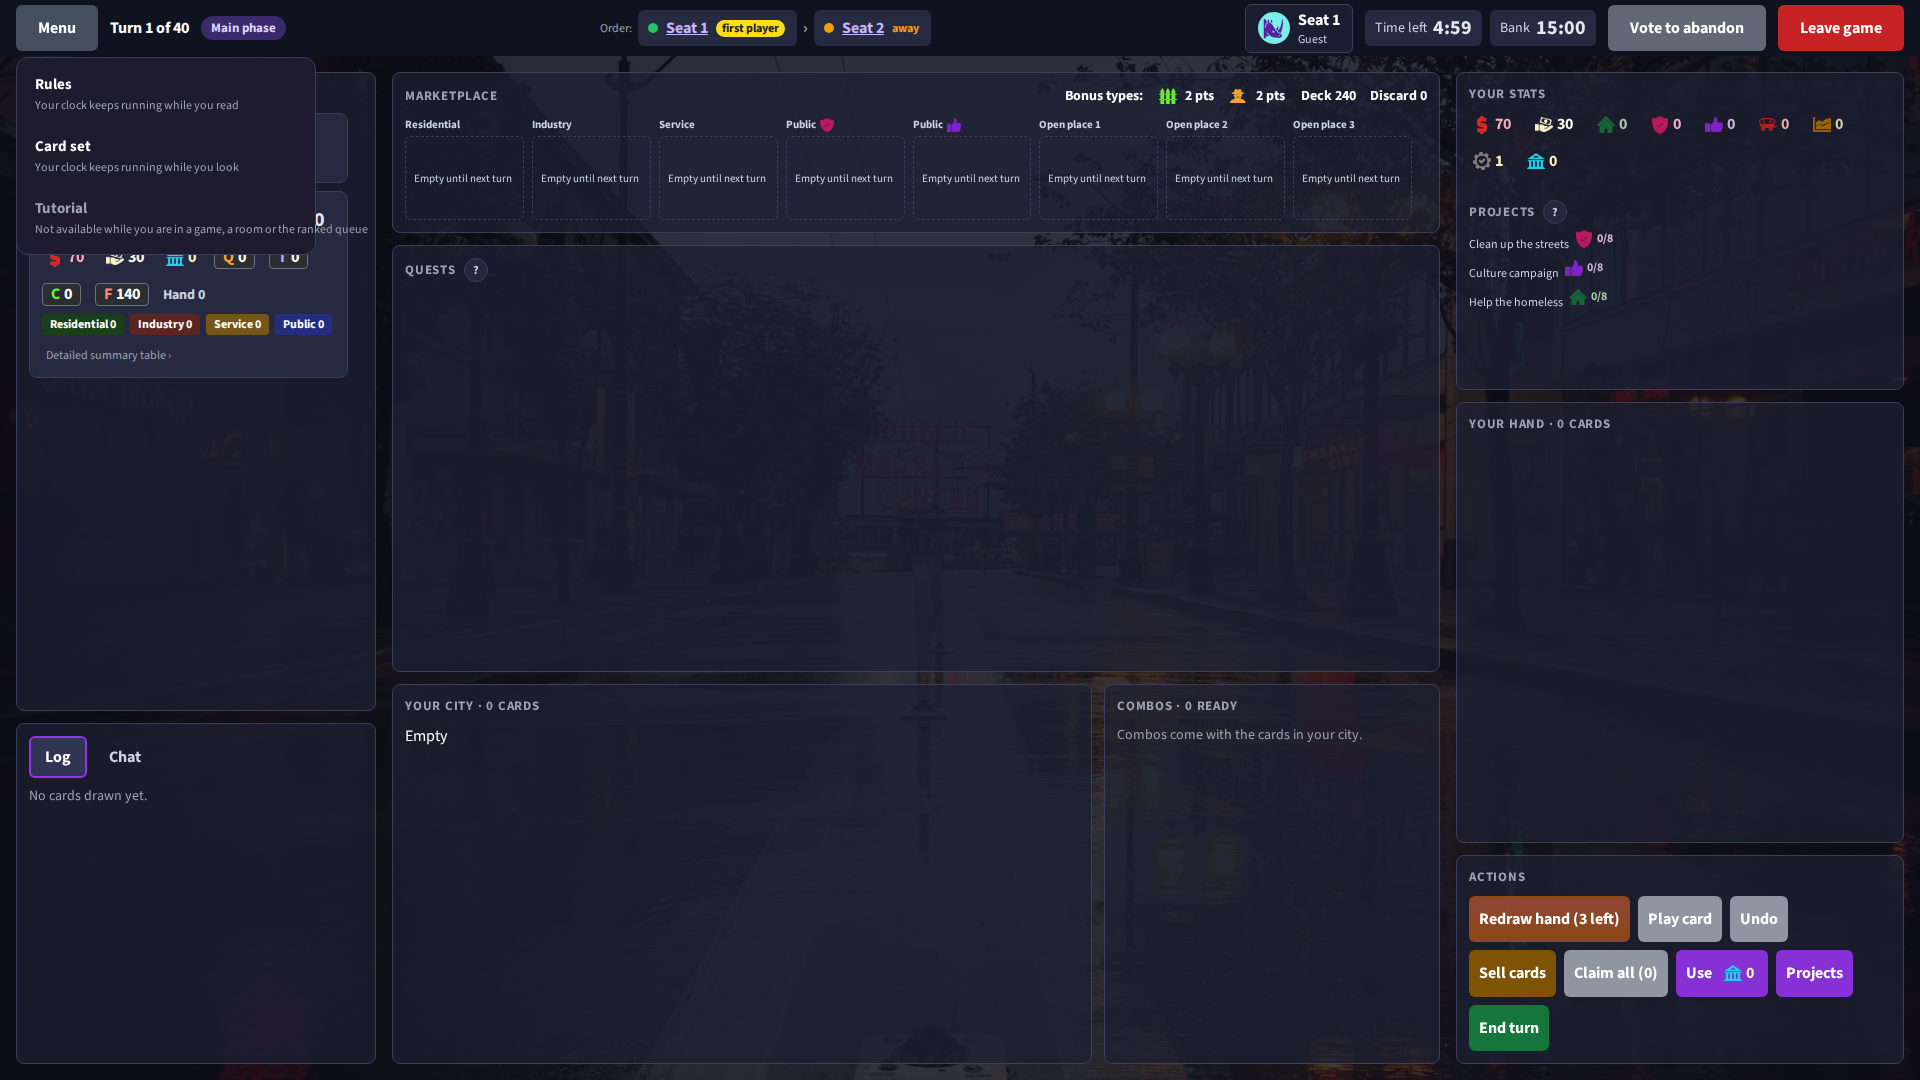 Menu
Turn 1 of 40
Main phase
Order:
Seat 1
first player
›
Seat 2
away
Seat 1
Guest
Time left 4:59
Bank 15:00
Vote to abandon
Leave game
Rules
Your clock keeps running while you read
Card set
Your clock keeps running while you look
Tutorial
Not available while you are in a game, a room or the ranked queue
0
70 30 0 Q 0 T 0
C 0 F 140 Hand 0
Residential 0 Industry 0 Service 0 Public 0
Detailed summary table ›
Log
Chat
No cards drawn yet.
MARKETPLACE
Bonus types: 2 pts 2 pts Deck 240 Discard 0
Residential Industry Service Public Public Open place 1 Open place 2 Open place 3
Empty until next turn Empty until next turn Empty until next turn Empty until next turn Empty until next turn Empty until next turn Empty until next turn Empty until next turn
QUESTS ?
PUBLIC
MARKET
CENTER
YOUR CITY · 0 CARDS
Empty
COMBOS · 0 READY
Combos come with the cards in your city.
YOUR STATS
$ 70 30 0 0 0 0 0
1 0
PROJECTS ?
Clean up the streets 0/8
Culture campaign 0/8
Help the homeless 0/8
YOUR HAND · 0 CARDS
ACTIONS
Redraw hand (3 left) Play card Undo
Sell cards Claim all (0) Use 0 Projects
End turn